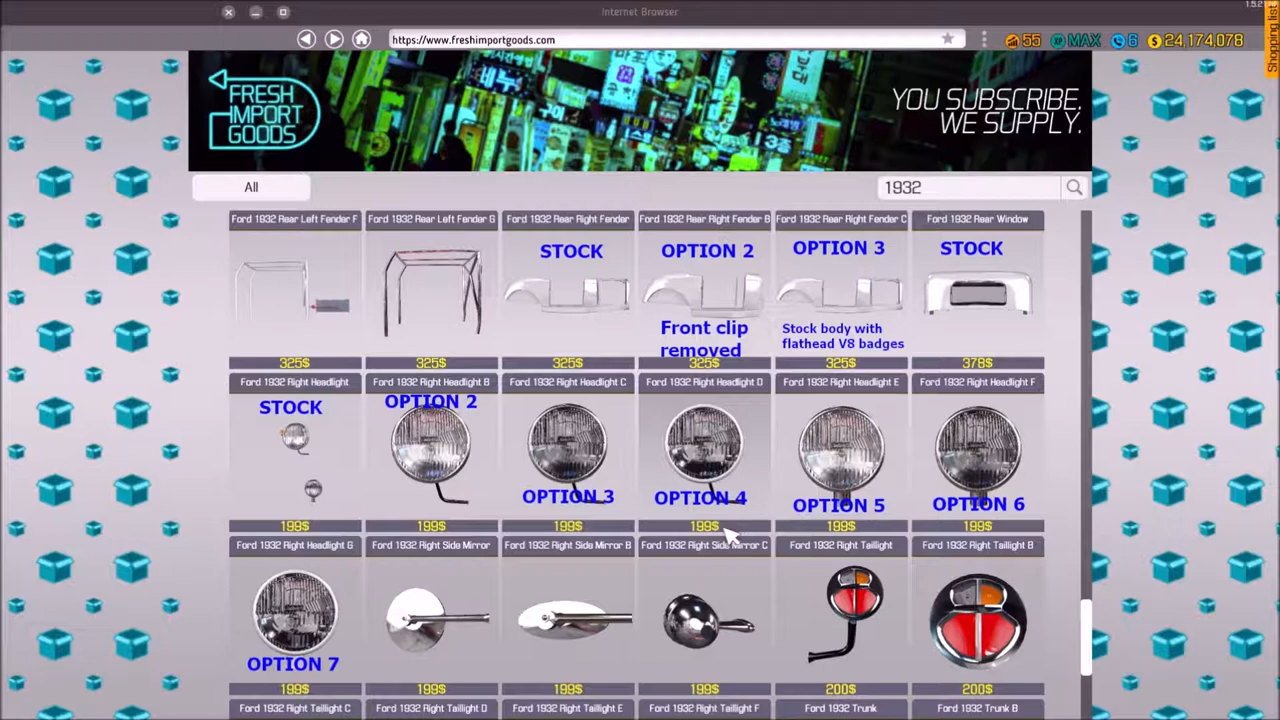 Internet Browser
1.5.2
Shopping list
https://www.freshimportgoods.com
55
XP MAX
6
$ 24,174,078
FRESH
IMPORT
GOODS
YOU SUBSCRIBE.
WE SUPPLY.
All
1932
Ford 1932 Rear Left Fender F
Ford 1932 Rear Left Fender G
Ford 1932 Rear Right Fender
Ford 1932 Rear Right Fender B
Ford 1932 Rear Right Fender C
Ford 1932 Rear Window
STOCK
OPTION 2
OPTION 3
STOCK
Front clip
removed
Stock body with
flathead V8 badges
325$
325$
325$
325$
325$
378$
Ford 1932 Right Headlight
Ford 1932 Right Headlight B
Ford 1932 Right Headlight C
Ford 1932 Right Headlight D
Ford 1932 Right Headlight E
Ford 1932 Right Headlight F
STOCK
OPTION 2
OPTION 3
OPTION 4
OPTION 5
OPTION 6
199$
199$
199$
199$
199$
199$
Ford 1932 Right Headlight G
Ford 1932 Right Side Mirror
Ford 1932 Right Side Mirror B
Ford 1932 Right Side Mirror C
Ford 1932 Right Taillight
Ford 1932 Right Taillight B
OPTION 7
199$
199$
199$
199$
200$
200$
Ford 1932 Right Taillight C
Ford 1932 Right Taillight D
Ford 1932 Right Taillight E
Ford 1932 Right Taillight F
Ford 1932 Trunk
Ford 1932 Trunk B